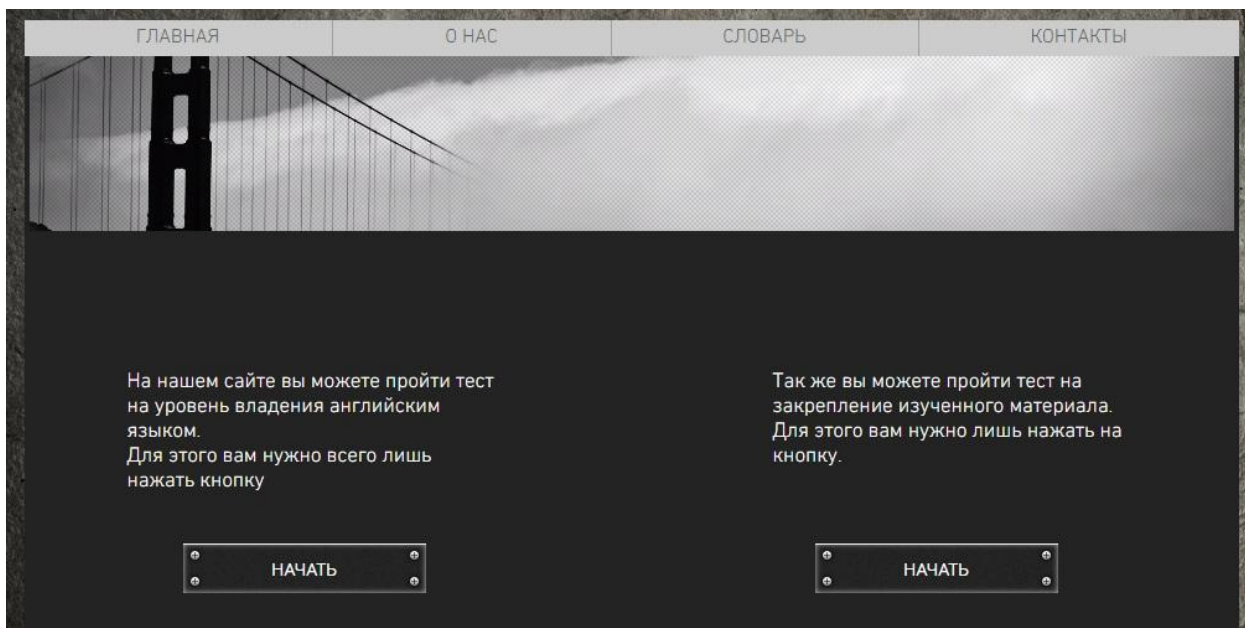 ГЛАВНАЯ О НАС СЛОВАРЬ КОНТАКТЫ
На нашем сайте вы можете пройти тест
на уровень владения английским
языком.
Для этого вам нужно всего лишь
нажать кнопку
НАЧАТЬ
Так же вы можете пройти тест на
закрепление изученного материала.
Для этого вам нужно лишь нажать на
кнопку.
НАЧАТЬ